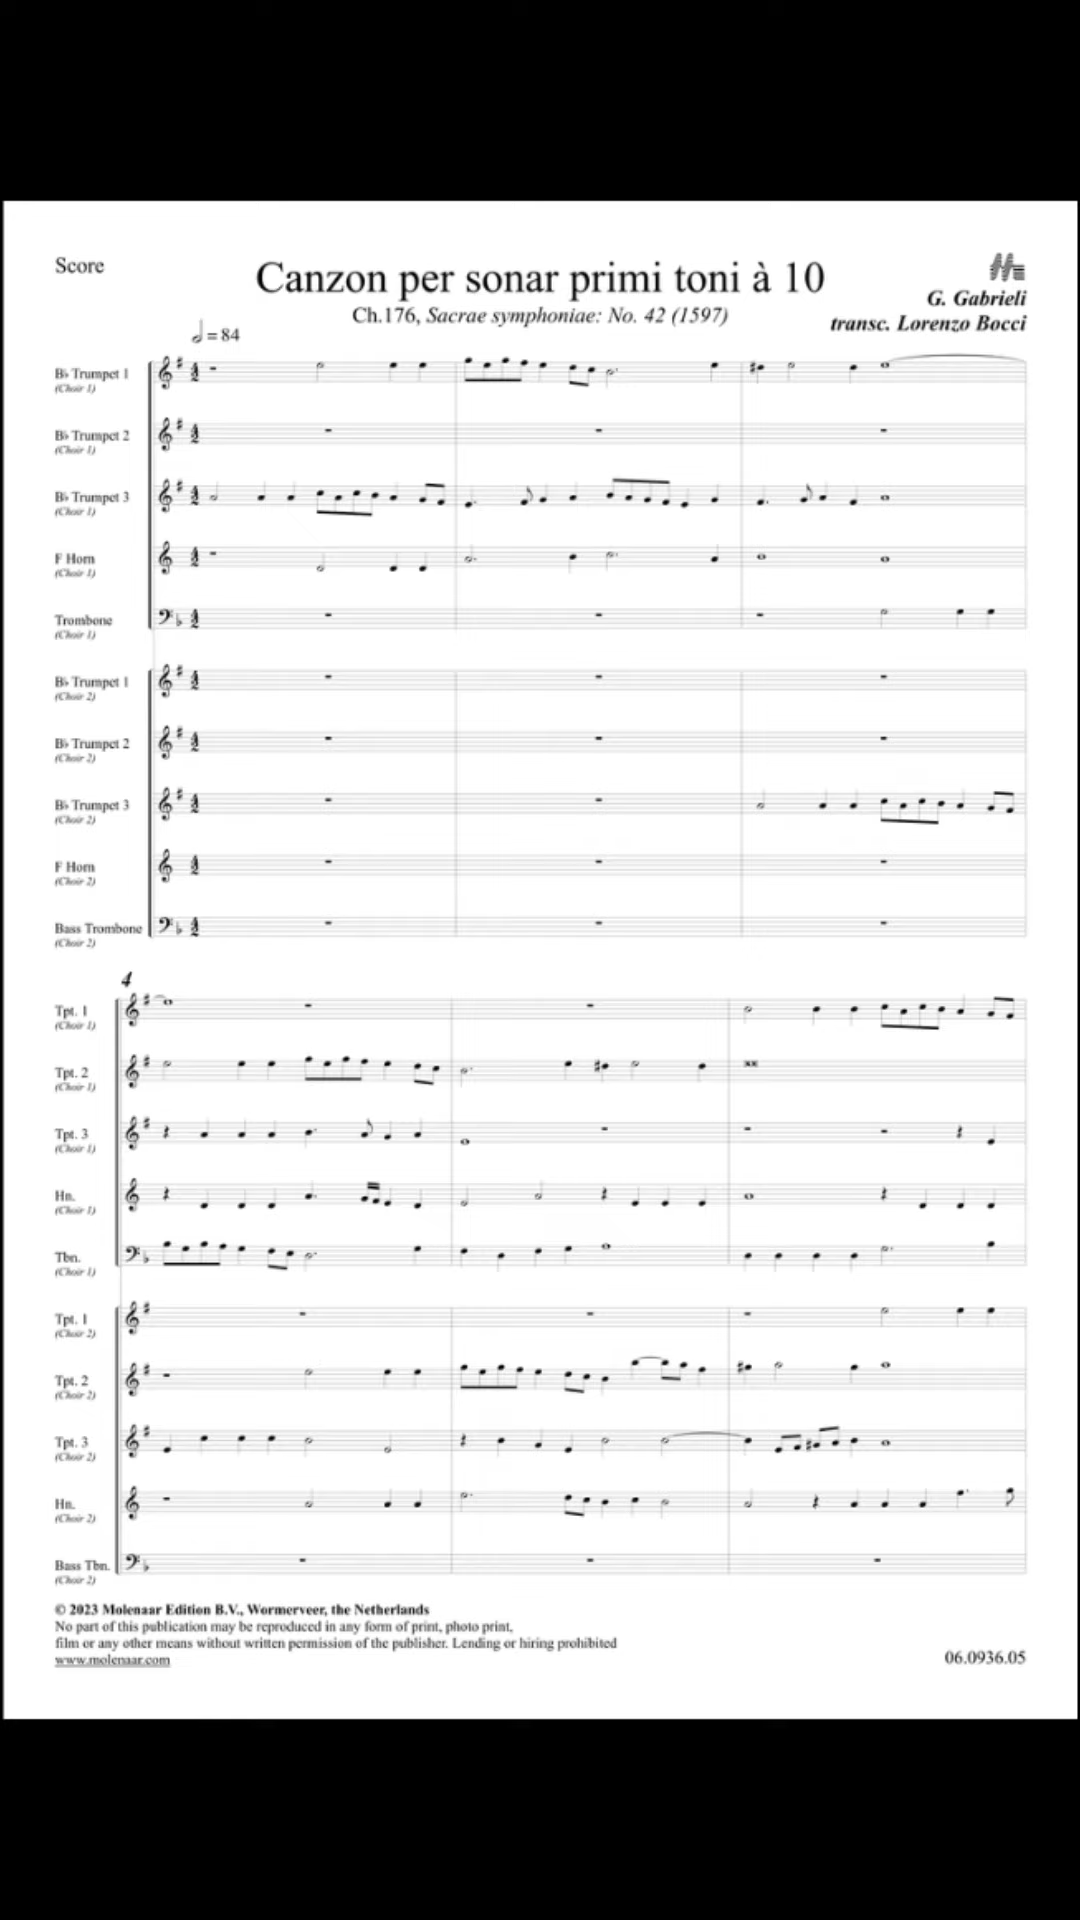 Score
Canzon per sonar primi toni à 10
Ch.176, Sacrae symphoniae: No. 42 (1597)
G. Gabrieli
transc. Lorenzo Bocci
= 84
B♭ Trumpet 1
(Choir 1)
B♭ Trumpet 2
(Choir 1)
B♭ Trumpet 3
(Choir 1)
F Horn
(Choir 1)
Trombone
(Choir 1)
B♭ Trumpet 1
(Choir 2)
B♭ Trumpet 2
(Choir 2)
B♭ Trumpet 3
(Choir 2)
F Horn
(Choir 2)
Bass Trombone
(Choir 2)
4
Tpt. 1
(Choir 1)
Tpt. 2
(Choir 1)
Tpt. 3
(Choir 1)
Hn.
(Choir 1)
Tbn.
(Choir 1)
Tpt. 1
(Choir 2)
Tpt. 2
(Choir 2)
Tpt. 3
(Choir 2)
Hn.
(Choir 2)
Bass Tbn.
(Choir 2)
© 2023 Molenaar Edition B.V., Wormerveer, the Netherlands
No part of this publication may be reproduced in any form of print, photo print,
film or any other means without written permission of the publisher. Lending or hiring prohibited
www.molenaar.com
06.0936.05